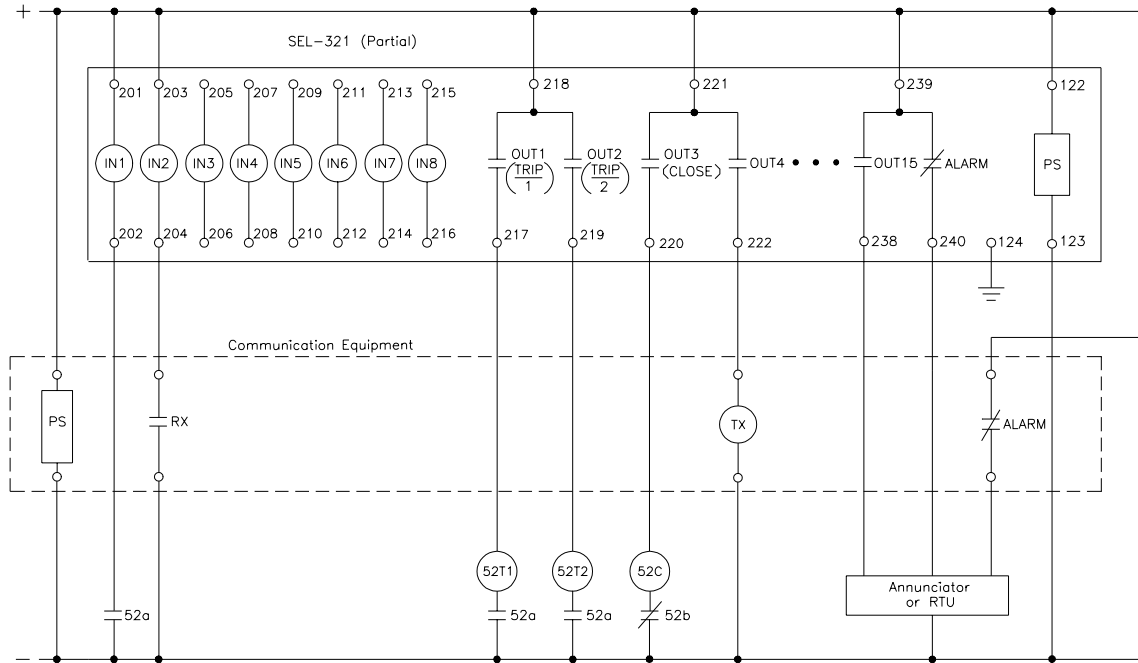 +
SEL-321 (Partial)
201 203 205 207 209 211 213 215 218 221 239 122
IN1 IN2 IN3 IN4 IN5 IN6 IN7 IN8
OUT1
(TRIP
1)
OUT2
(TRIP
2)
OUT3
(CLOSE)
OUT4
OUT15
ALARM
PS
202 204 206 208 210 212 214 216 217 219 220 222 238 240 124 123
Communication Equipment
PS
RX
TX
ALARM
52T1 52T2 52C
Annunciator
or RTU
52a 52a 52a 52b
−